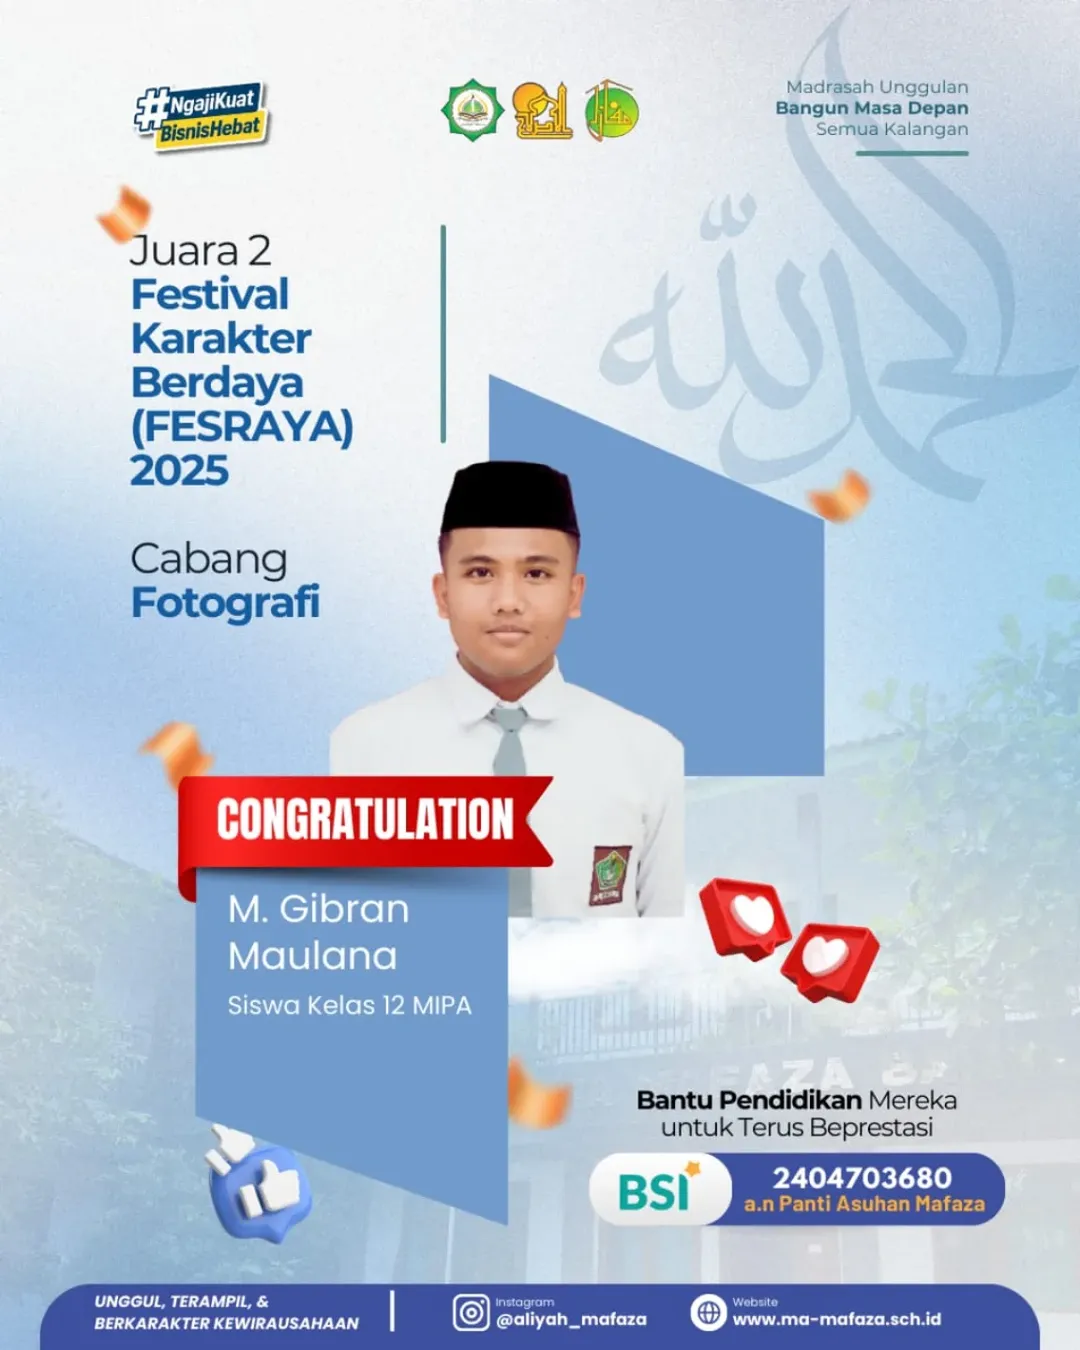 #NgajiKuat
BisnisHebat
Madrasah Unggulan
Bangun Masa Depan
Semua Kalangan
الحمد لله
Juara 2
Festival
Karakter
Berdaya
(FESRAYA)
2025
Cabang
Fotografi
CONGRATULATION
M. Gibran
Maulana
Siswa Kelas 12 MIPA
Bantu Pendidikan Mereka
untuk Terus Beprestasi
BSI
2404703680
a.n Panti Asuhan Mafaza
UNGGUL, TERAMPIL, &
BERKARAKTER KEWIRAUSAHAAN
Instagram
@aliyah_mafaza
Website
www.ma-mafaza.sch.id